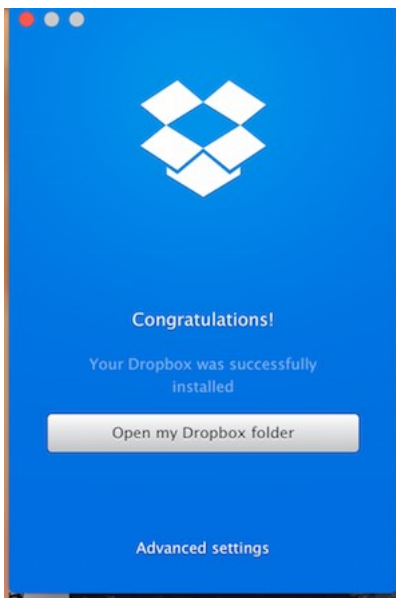 Congratulations!
Your Dropbox was successfully
installed
Open my Dropbox folder
Advanced settings